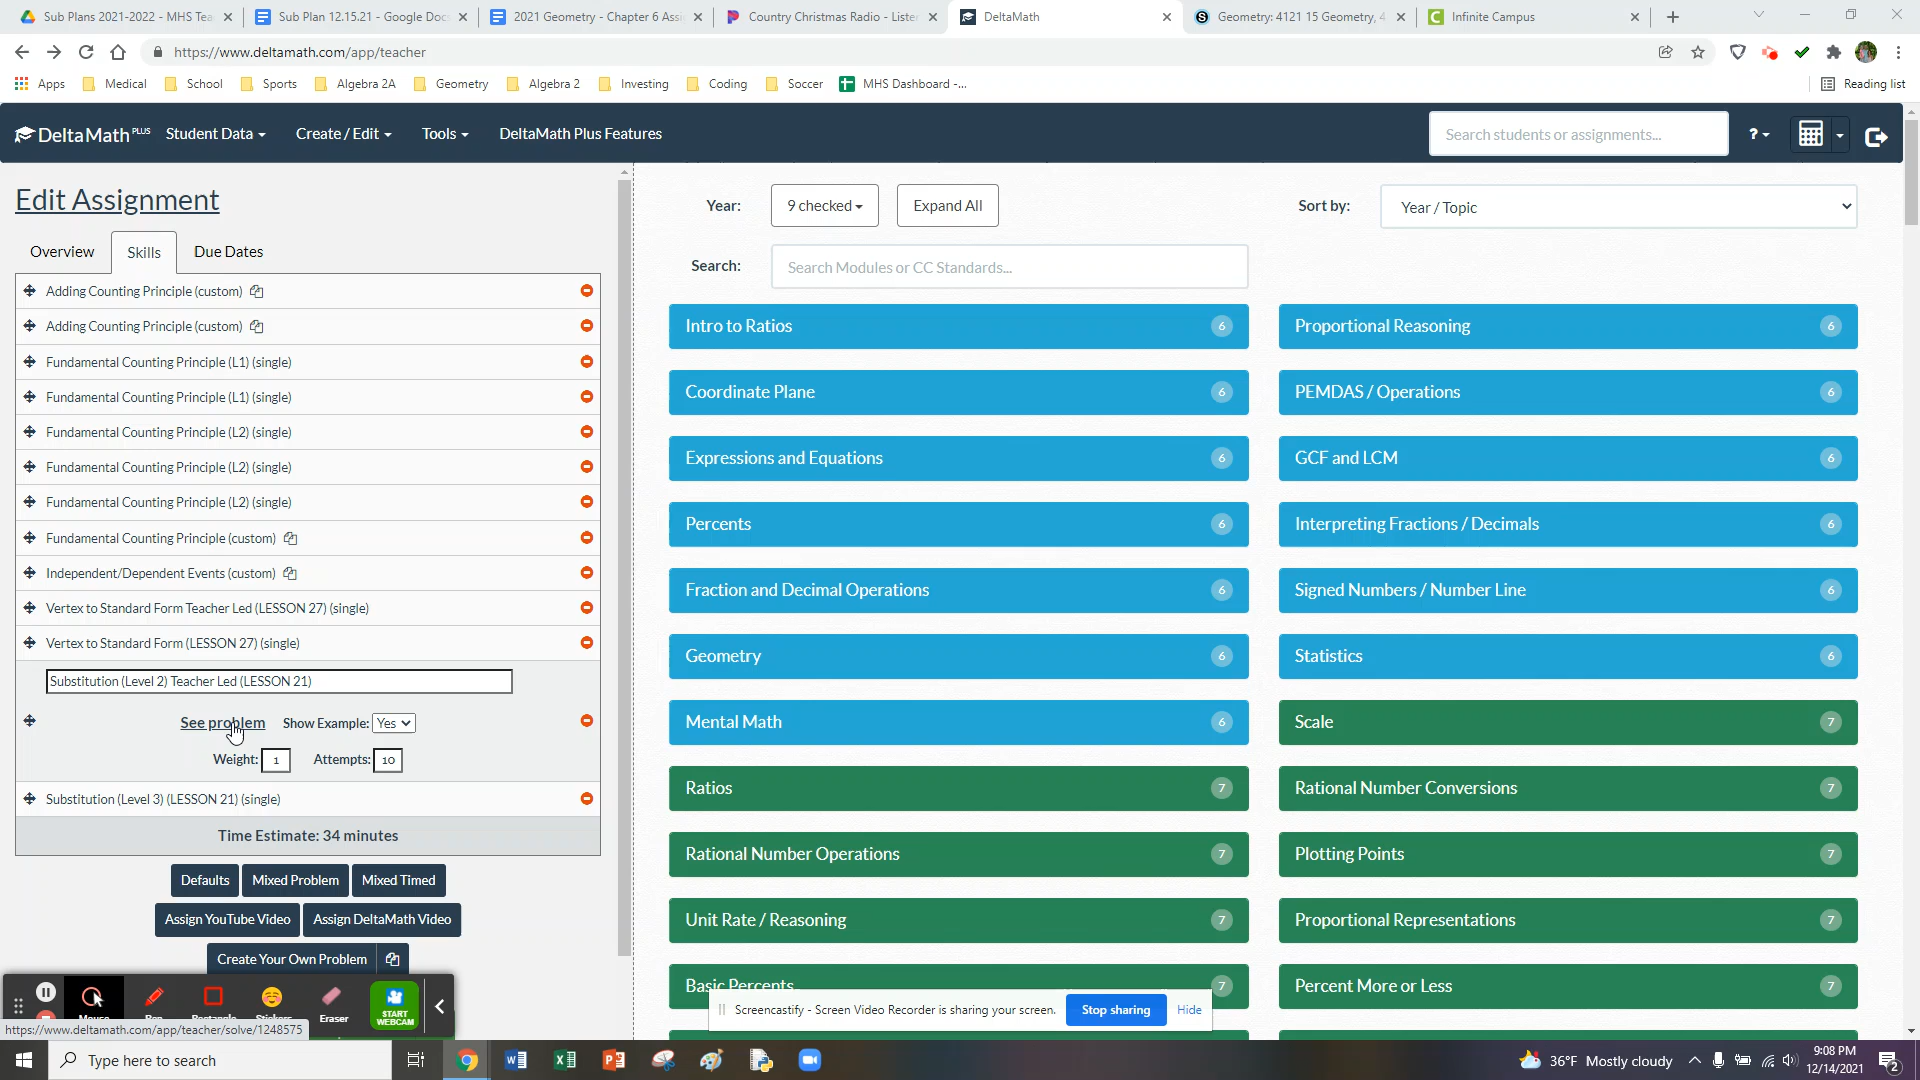 Sub Plans 2021-2022 - MHS Tea
Sub Plan 12.15.21 - Google Doc
2021 Geometry - Chapter 6 Assi
Country Christmas Radio - Listen
DeltaMath
Geometry: 4121 15 Geometry, 4
Infinite Campus
https://www.deltamath.com/app/teacher
Apps
Medical
School
Sports
Algebra 2A
Geometry
Algebra 2
Investing
Coding
Soccer
MHS Dashboard -...
Reading list
DeltaMath PLUS
Student Data
Create / Edit
Tools
DeltaMath Plus Features
Search students or assignments...
?
Edit Assignment
Overview
Skills
Due Dates
Adding Counting Principle (custom)
Adding Counting Principle (custom)
Fundamental Counting Principle (L1) (single)
Fundamental Counting Principle (L1) (single)
Fundamental Counting Principle (L2) (single)
Fundamental Counting Principle (L2) (single)
Fundamental Counting Principle (L2) (single)
Fundamental Counting Principle (custom)
Independent/Dependent Events (custom)
Vertex to Standard Form Teacher Led (LESSON 27) (single)
Vertex to Standard Form (LESSON 27) (single)
Substitution (Level 2) Teacher Led (LESSON 21)
See problem Show Example: Yes
Weight: 1 Attempts: 10
Substitution (Level 3) (LESSON 21) (single)
Time Estimate: 34 minutes
Defaults
Mixed Problem
Mixed Timed
Assign YouTube Video
Assign DeltaMath Video
Create Your Own Problem
Year: 9 checked
Expand All
Sort by: Year / Topic
Search: Search Modules or CC Standards...
Intro to Ratios 6
Proportional Reasoning 6
Coordinate Plane 6
PEMDAS / Operations 6
Expressions and Equations 6
GCF and LCM 6
Percents 6
Interpreting Fractions / Decimals 6
Fraction and Decimal Operations 6
Signed Numbers / Number Line 6
Geometry 6
Statistics 6
Mental Math 6
Scale 7
Ratios 7
Rational Number Conversions 7
Rational Number Operations 7
Plotting Points 7
Unit Rate / Reasoning 7
Proportional Representations 7
Basic Percents 7
Percent More or Less 7
Mouse
Pen
Rectangle
Stickers
Eraser
START WEBCAM
Screencastify - Screen Video Recorder is sharing your screen.
Stop sharing
Hide
https://www.deltamath.com/app/teacher/solve/1248575
Type here to search
36°F Mostly cloudy
9:08 PM
12/14/2021
2